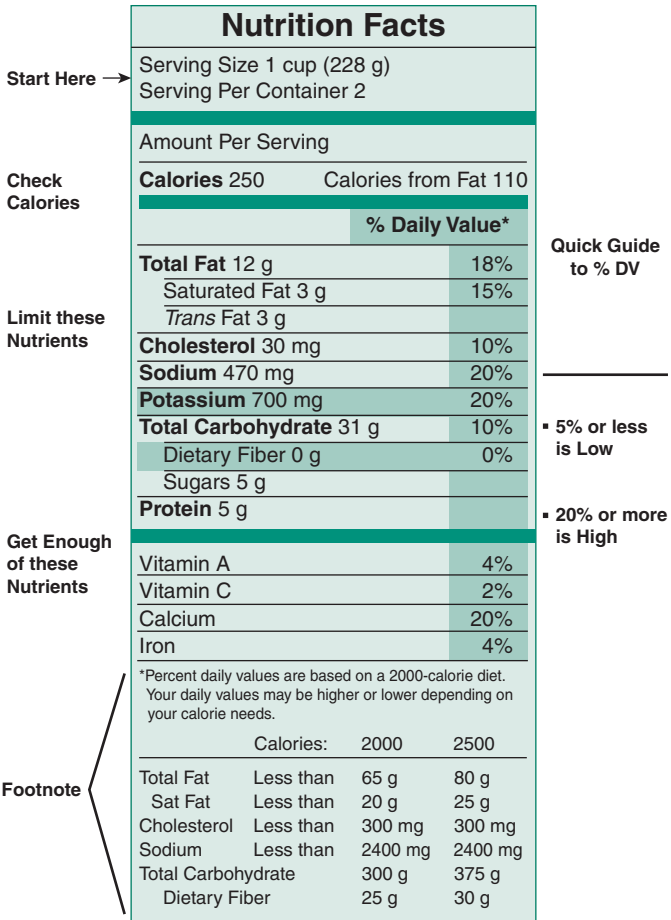 Nutrition Facts
Start Here
Serving Size 1 cup (228 g)
Serving Per Container 2
Amount Per Serving
Check
Calories
Calories 250 Calories from Fat 110
% Daily Value*
Quick Guide
to % DV
Limit these
Nutrients
Total Fat 12 g 18%
Saturated Fat 3 g 15%
Trans Fat 3 g
Cholesterol 30 mg 10%
Sodium 470 mg 20%
Potassium 700 mg 20%
Total Carbohydrate 31 g 10%
Dietary Fiber 0 g 0%
Sugars 5 g
Protein 5 g
▪ 5% or less
is Low
▪ 20% or more
is High
Get Enough
of these
Nutrients
Vitamin A 4%
Vitamin C 2%
Calcium 20%
Iron 4%
Footnote
*Percent daily values are based on a 2000-calorie diet.
Your daily values may be higher or lower depending on
your calorie needs.
Calories: 2000 2500
Total Fat Less than 65 g 80 g
Sat Fat Less than 20 g 25 g
Cholesterol Less than 300 mg 300 mg
Sodium Less than 2400 mg 2400 mg
Total Carbohydrate 300 g 375 g
Dietary Fiber 25 g 30 g